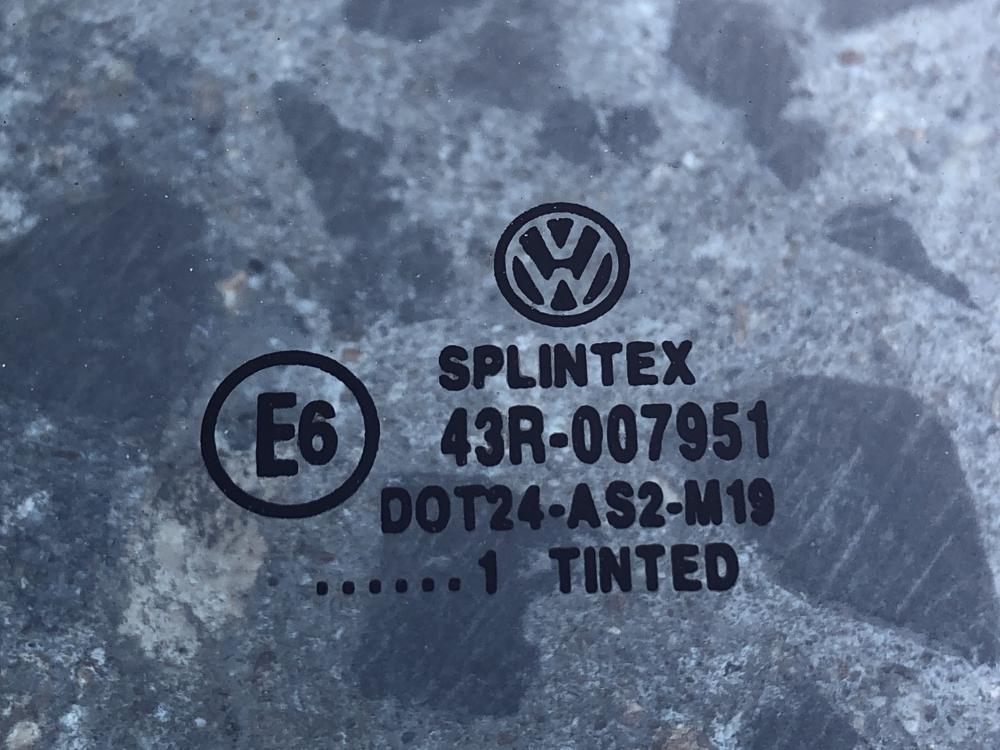 VW
SPLINTEX
E6
43R-007951
DOT24-AS2-M19
......1 TINTED